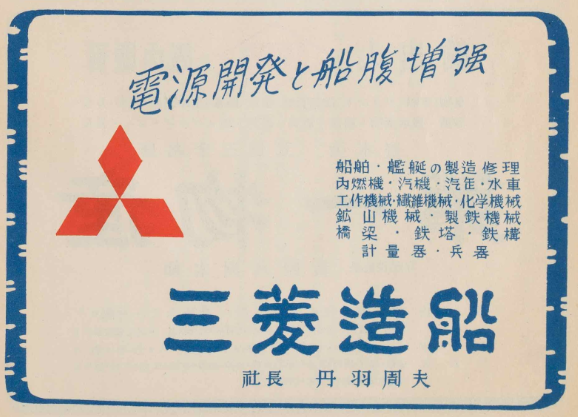 電源開発と船腹増强
船舶・艦艇の製造修理
内燃機・汽機・汽缶・水車
工作機械・繊維機械・化学機械
鉱山機械・製鉄機械
橋梁・鉄塔・鉄構
計量器・兵器
三菱造船
社長 丹羽周夫